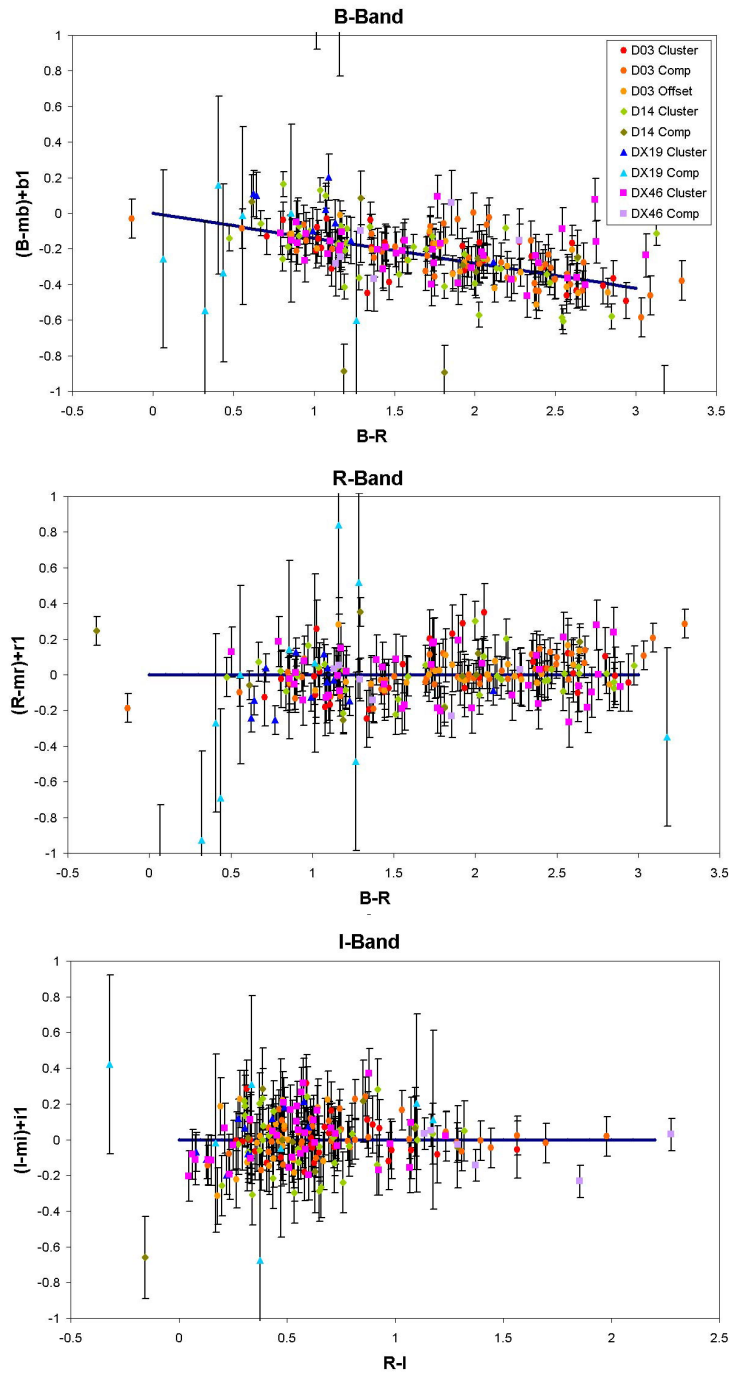 B-Band
1
0.8
0.6
0.4
0.2
0
-0.2
-0.4
-0.6
-0.8
-1
(B-mb)+b1
D03 Cluster
D03 Comp
D03 Offset
D14 Cluster
D14 Comp
DX19 Cluster
DX19 Comp
DX46 Cluster
DX46 Comp
-0.5 0 0.5 1 1.5 2 2.5 3 3.5
B-R
R-Band
1
0.8
0.6
0.4
0.2
0
-0.2
-0.4
-0.6
-0.8
-1
(R-mr)+r1
-0.5 0 0.5 1 1.5 2 2.5 3 3.5
B-R
I-Band
1
0.8
0.6
0.4
0.2
0
-0.2
-0.4
-0.6
-0.8
-1
(I-mi)+i1
-0.5 0 0.5 1 1.5 2 2.5
R-I